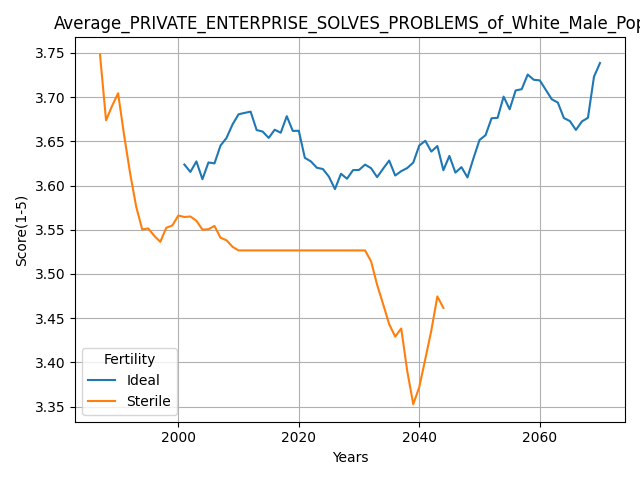 Average_PRIVATE_ENTERPRISE_SOLVES_PROBLEMS_of_White_Male_Pop
3.75
3.70
3.65
3.60
3.55
3.50
3.45
3.40
3.35
Score(1-5)
Fertility
Ideal
Sterile
2000 2020 2040 2060
Years